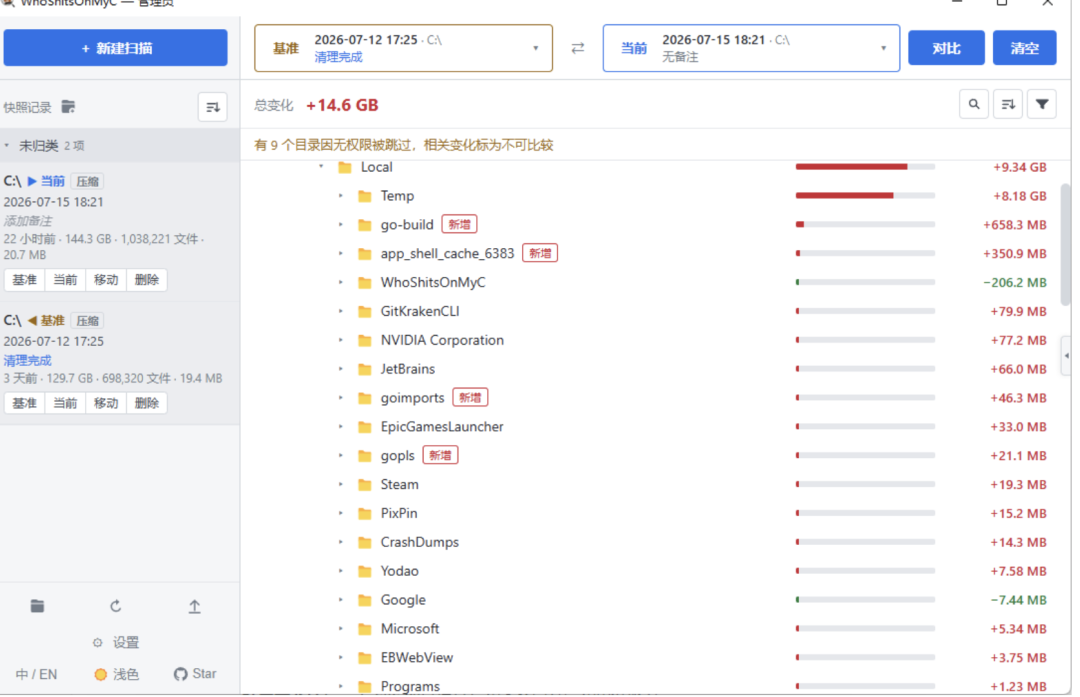 WhoShitsOnMyC — 管理员
+ 新建扫描
快照记录
未归类 2 项
C:\ ▶ 当前 压缩
2026-07-15 18:21
添加备注
22 小时前 · 144.3 GB · 1,038,221 文件 ·
20.7 MB
基准 当前 移动 删除
C:\ ◀ 基准 压缩
2026-07-12 17:25
清理完成
3 天前 · 129.7 GB · 698,320 文件 · 19.4 MB
基准 当前 移动 删除
设置
中 / EN 浅色 Star
基准 2026-07-12 17:25 · C:\
清理完成
当前 2026-07-15 18:21 · C:\
无备注
对比 清空
总变化 +14.6 GB
有 9 个目录因无权限被跳过，相关变化标为不可比较
Local +9.34 GB
Temp +8.18 GB
go-build 新增 +658.3 MB
app_shell_cache_6383 新增 +350.9 MB
WhoShitsOnMyC −206.2 MB
GitKrakenCLI +79.9 MB
NVIDIA Corporation +77.2 MB
JetBrains +66.0 MB
goimports 新增 +46.3 MB
EpicGamesLauncher +33.0 MB
gopls 新增 +21.1 MB
Steam +19.3 MB
PixPin +15.2 MB
CrashDumps +14.3 MB
Yodao +7.58 MB
Google −7.44 MB
Microsoft +5.34 MB
EBWebView +3.75 MB
Programs +1.23 MB